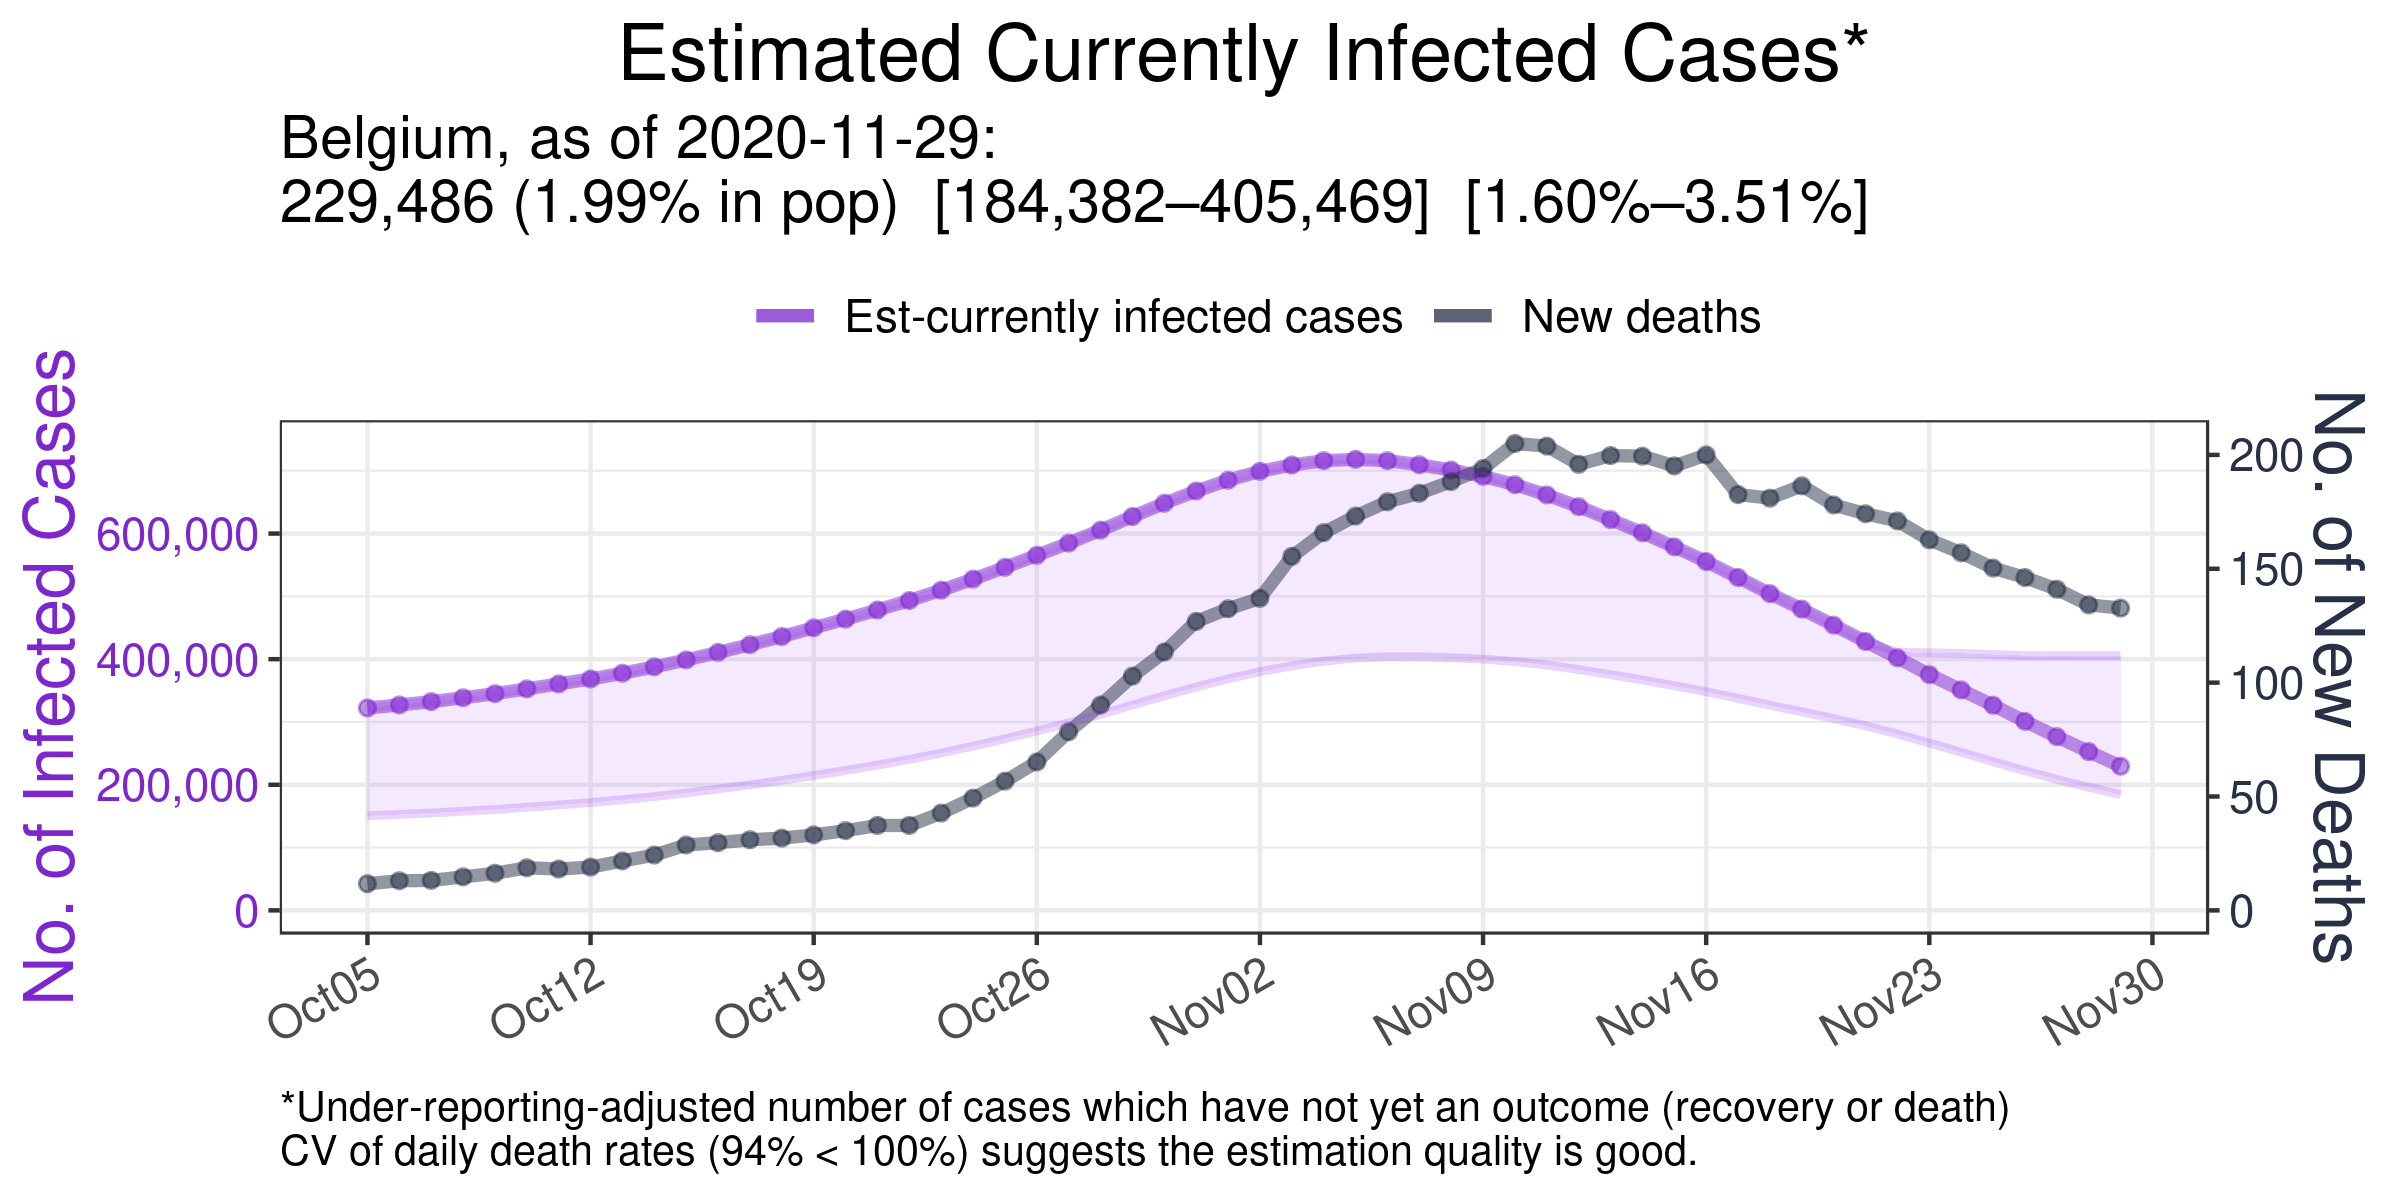 Estimated Currently Infected Cases*
Belgium, as of 2020-11-29:
229,486 (1.99% in pop)  [184,382–405,469]  [1.60%–3.51%]
Est-currently infected cases
New deaths
No. of Infected Cases
600,000
400,000
200,000
0
200
150
100
50
0
No. of New Deaths
Oct05
Oct12
Oct19
Oct26
Nov02
Nov09
Nov16
Nov23
Nov30
*Under-reporting-adjusted number of cases which have not yet an outcome (recovery or death)
CV of daily death rates (94% < 100%) suggests the estimation quality is good.